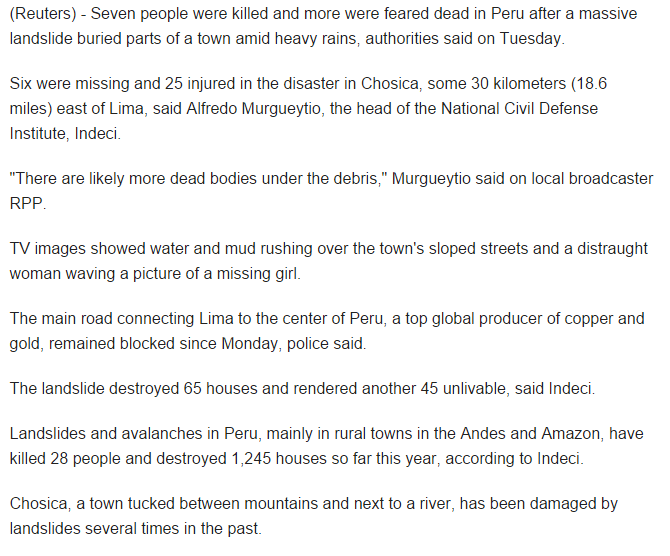 (Reuters) - Seven people were killed and more were feared dead in Peru after a massive
landslide buried parts of a town amid heavy rains, authorities said on Tuesday.
Six were missing and 25 injured in the disaster in Chosica, some 30 kilometers (18.6
miles) east of Lima, said Alfredo Murgueytio, the head of the National Civil Defense
Institute, Indeci.
"There are likely more dead bodies under the debris," Murgueytio said on local broadcaster
RPP.
TV images showed water and mud rushing over the town's sloped streets and a distraught
woman waving a picture of a missing girl.
The main road connecting Lima to the center of Peru, a top global producer of copper and
gold, remained blocked since Monday, police said.
The landslide destroyed 65 houses and rendered another 45 unlivable, said Indeci.
Landslides and avalanches in Peru, mainly in rural towns in the Andes and Amazon, have
killed 28 people and destroyed 1,245 houses so far this year, according to Indeci.
Chosica, a town tucked between mountains and next to a river, has been damaged by
landslides several times in the past.